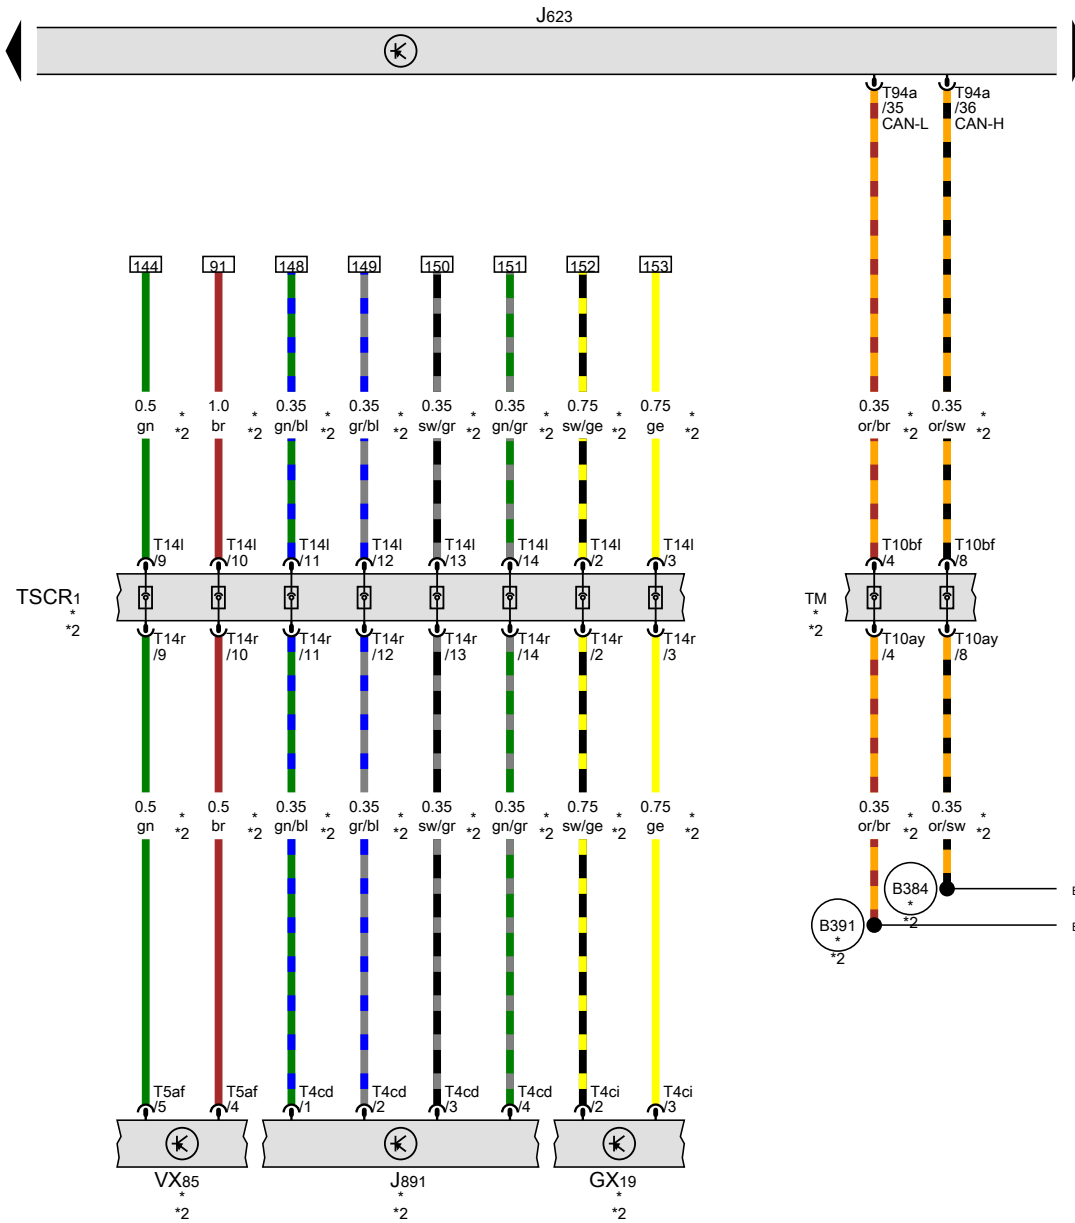 J623
T94a T94a
/35 /36
CAN-L CAN-H
144 91 148 149 150 151 152 153
0.5 * 1.0 * 0.35 * 0.35 * 0.35 * 0.35 * 0.75 * 0.75 * 0.35 * 0.35 *
gn *2 br *2 gn/bl *2 gr/bl *2 sw/gr *2 gn/gr *2 sw/ge *2 ge *2 or/br *2 or/sw *2
T14l T14l T14l T14l T14l T14l T14l T14l T10bf T10bf
/9 /10 /11 /12 /13 /14 /2 /3 /4 /8
TSCR1 TM
* *
*2 *2
T14r T14r T14r T14r T14r T14r T14r T14r T10ay T10ay
/9 /10 /11 /12 /13 /14 /2 /3 /4 /8
0.5 * 0.5 * 0.35 * 0.35 * 0.35 * 0.35 * 0.75 * 0.75 * 0.35 * 0.35 *
gn *2 br *2 gn/bl *2 gr/bl *2 sw/gr *2 gn/gr *2 sw/ge *2 ge *2 or/br *2 or/sw *2
B384
*
*2
B391
*
*2
T5af T5af T4cd T4cd T4cd T4cd T4ci T4ci
/5 /4 /1 /2 /3 /4 /2 /3
VX85 J891 GX19
* * *
*2 *2 *2